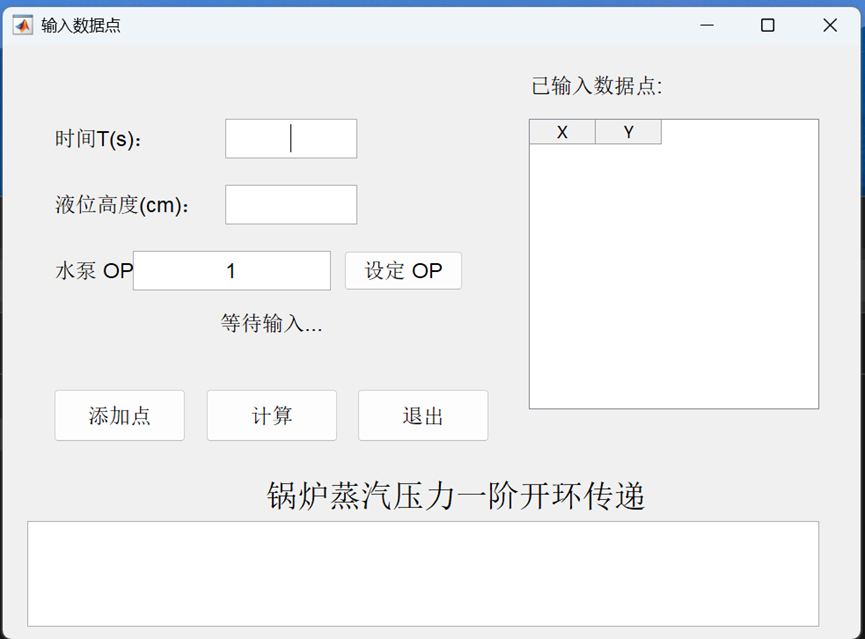 输入数据点
已输入数据点:
时间T(s):
X Y
液位高度(cm):
水泵 OP 1 设定 OP
等待输入...
添加点 计算 退出
锅炉蒸汽压力一阶开环传递